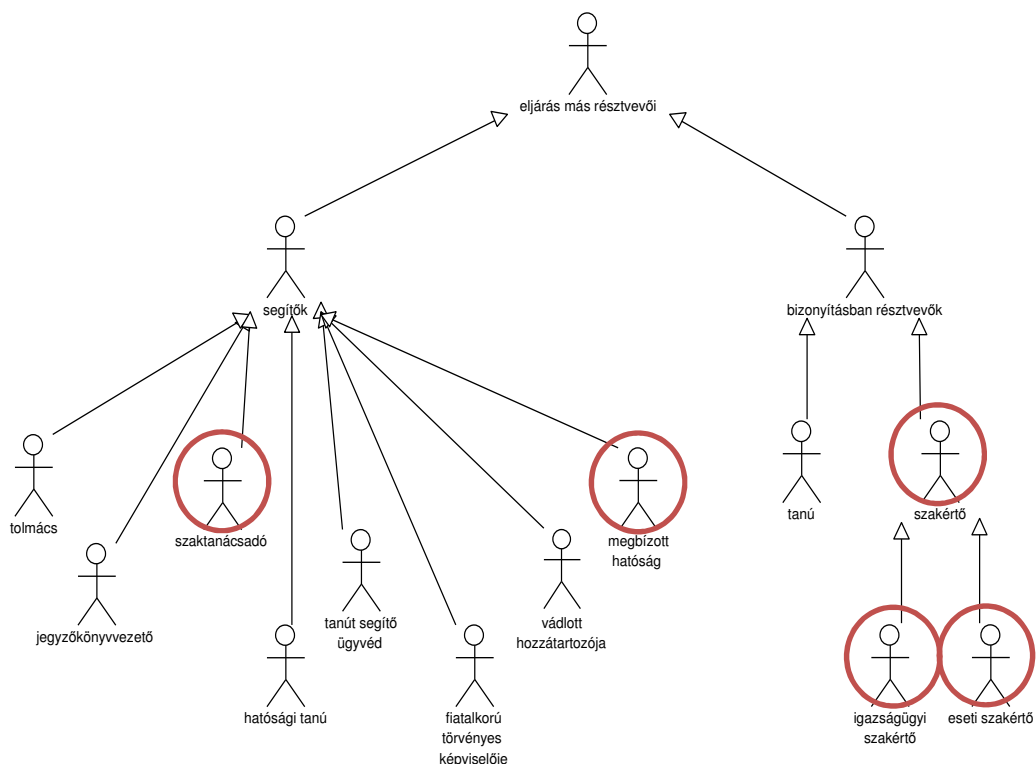 eljárás más résztvevői
segítők
bizonyításban résztvevők
tolmács
szaktanácsadó
megbízott
hatóság
tanú
szakértő
jegyzőkönyvvezető
tanút segítő
ügyvéd
vádlott
hozzátartozója
hatósági tanú
fiatalkorú
törvényes
képviselője
igazságügyi
szakértő
eseti szakértő